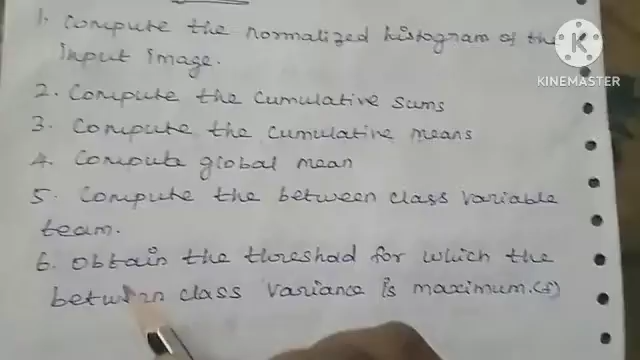 1. Compute the normalized histogram of the
input image.
2. Compute the cumulative sums
3. Compute the cumulative means
4. Compute global mean
5. Compute the between class variable
team.
6. Obtain the threshad for which the
between class variance is maximum.(f)
KINEMASTER